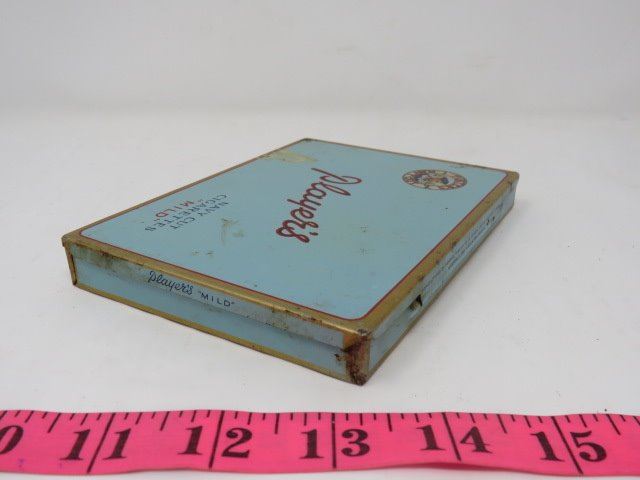 Player's
NAVY CUT
CIGARETTES
"MILD"
Player's "MILD"
10 11 12 13 14 15